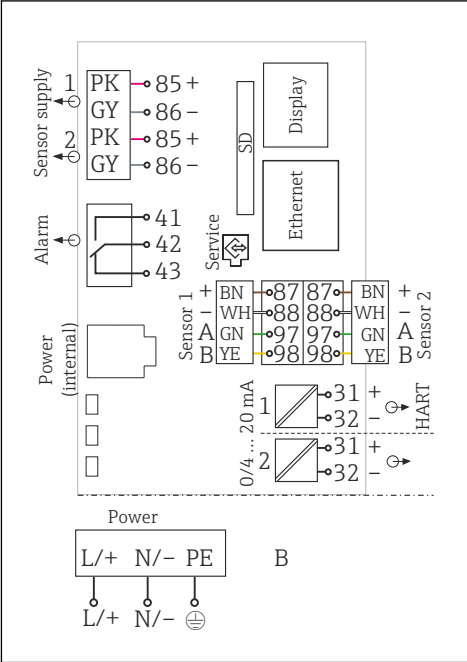 Sensor supply
1 PK 85 +
GY 86 −
2 PK 85 +
GY 86 −
SD
Display
Ethernet
Alarm
41
42
43
Service
Power
(internal)
Sensor 1
+ BN 87 87 BN +
− WH 88 88 WH −
A GN 97 97 GN A
B YE 98 98 YE B
Sensor 2
0/4 ... 20 mA
1 31 +
32 −
HART
2 31 +
32 −
Power
L/+ N/− PE B
L/+ N/−